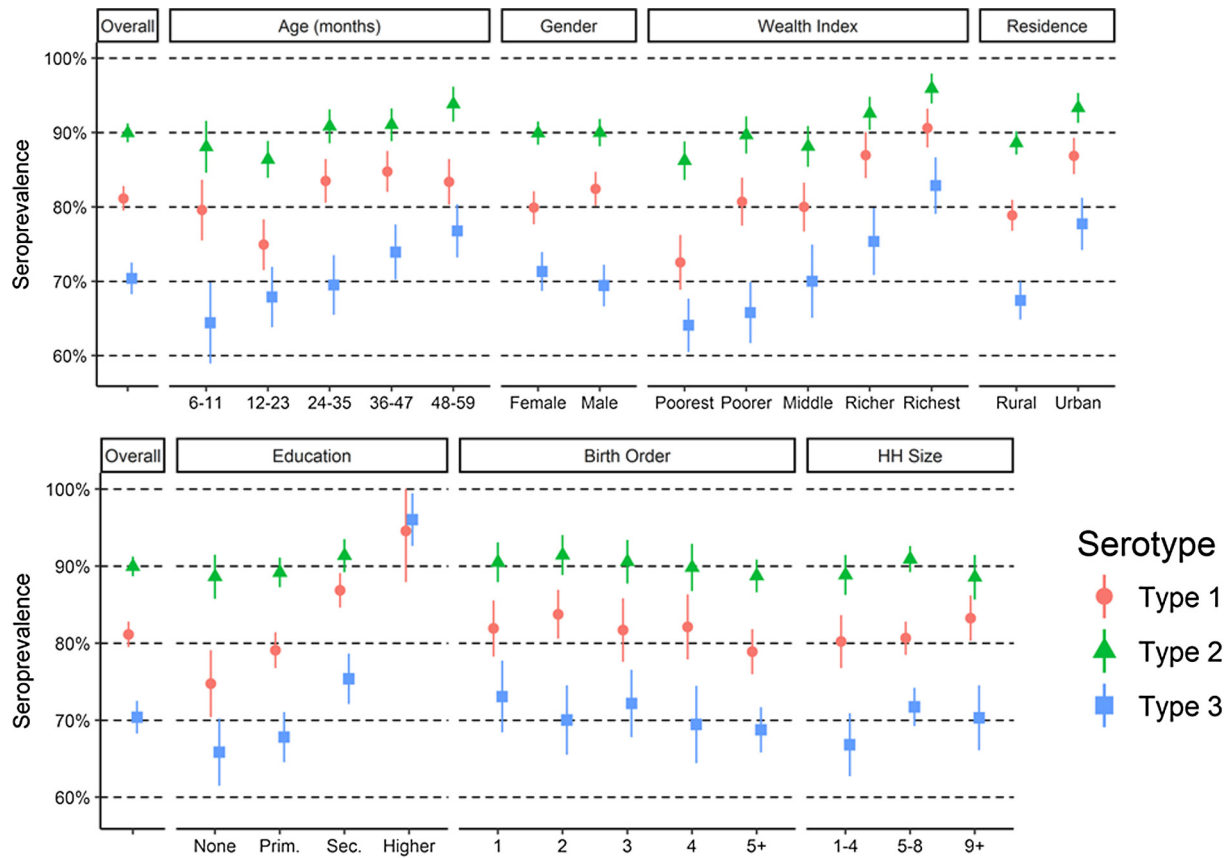 Overall Age (months) Gender Wealth Index Residence
100%
90%
80%
70%
60%
Seroprevalence
6-11 12-23 24-35 36-47 48-59 Female Male Poorest Poorer Middle Richer Richest Rural Urban
Overall Education Birth Order HH Size
100%
90%
80%
70%
60%
Seroprevalence
None Prim. Sec. Higher 1 2 3 4 5+ 1-4 5-8 9+
Serotype
Type 1
Type 2
Type 3